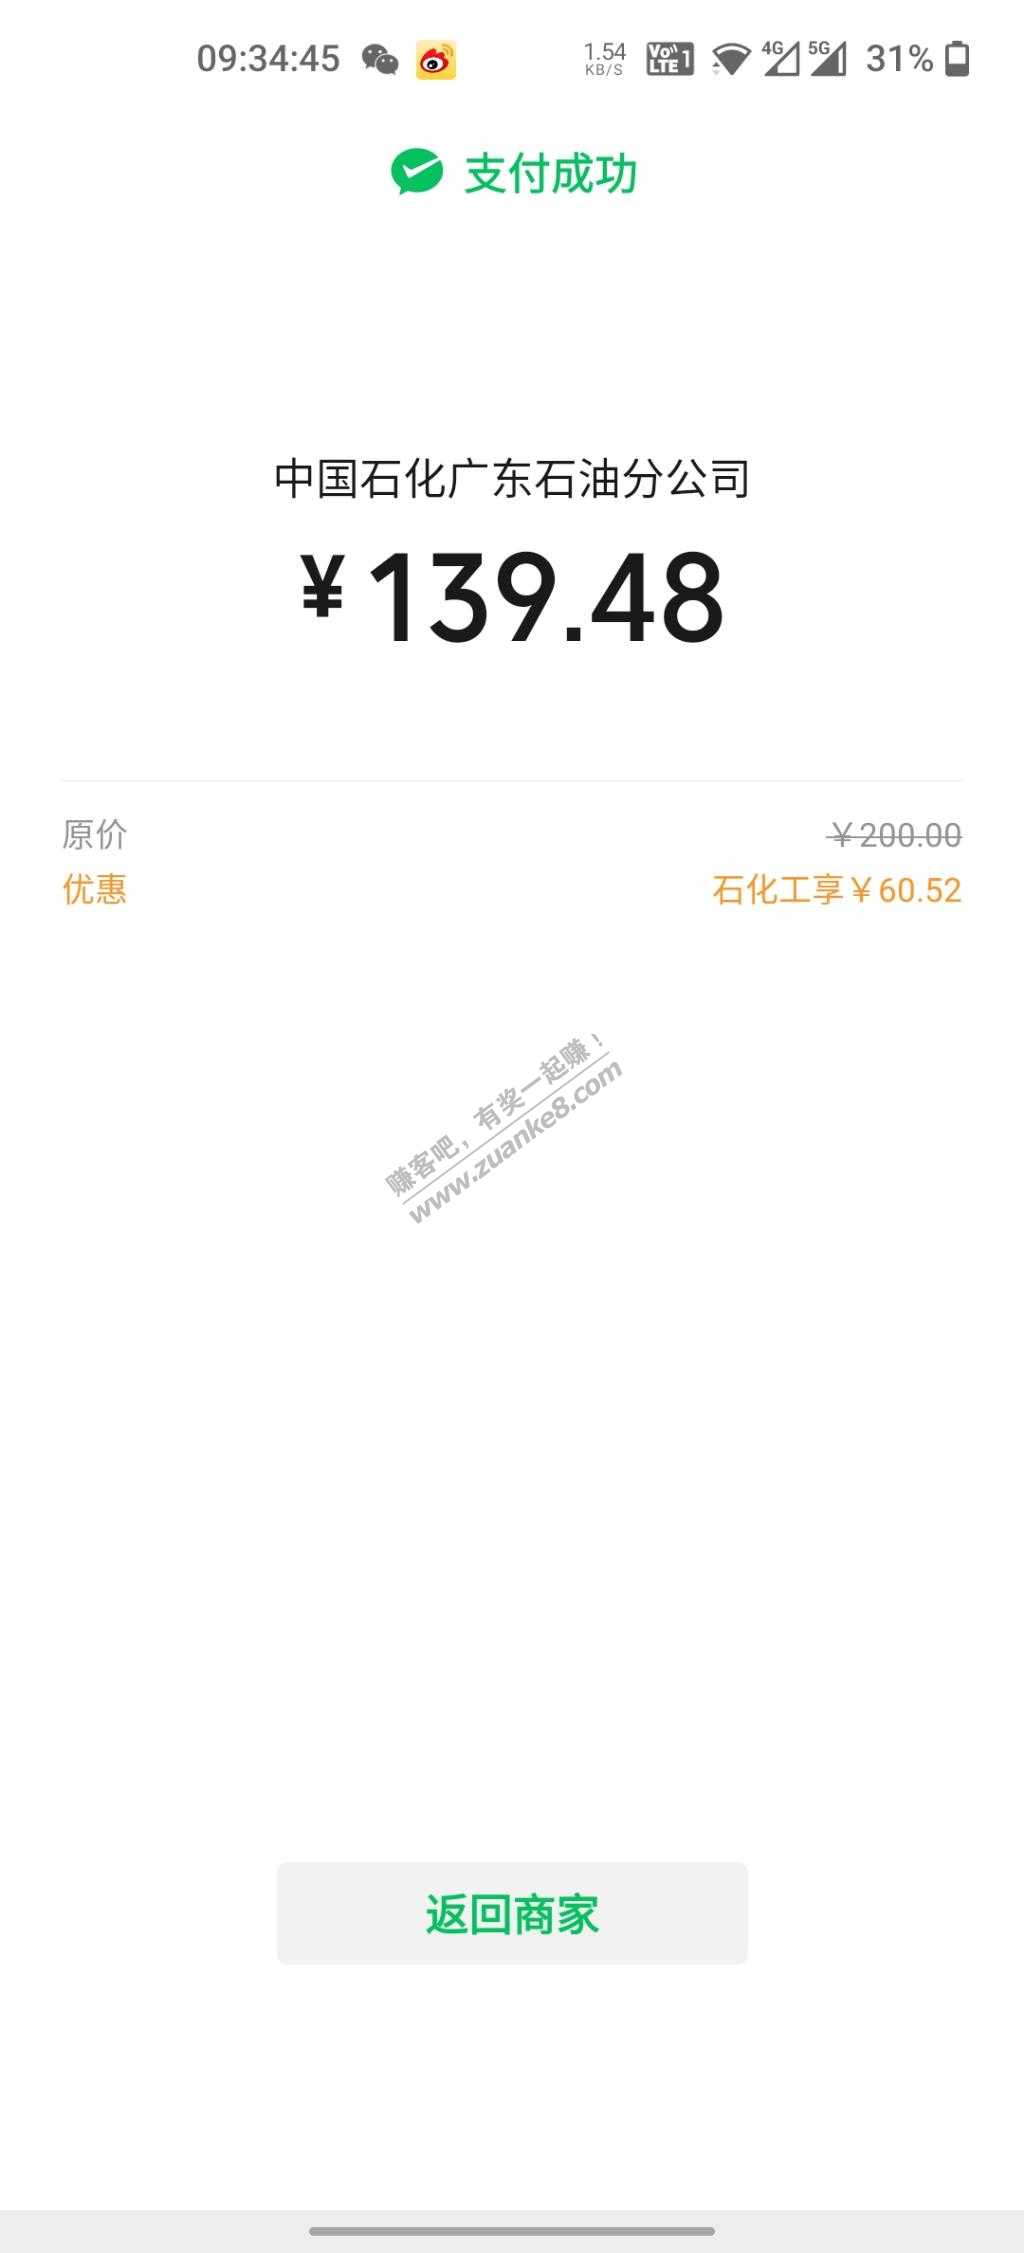 09:34:45 1.54 KB/S VoLTE 1 4G 5G 31%
支付成功
中国石化广东石油分公司
¥139.48
原价 ￥200.00
优惠 石化工享￥60.52
赚客吧，有奖一起赚！
www.zuanke8.com
返回商家